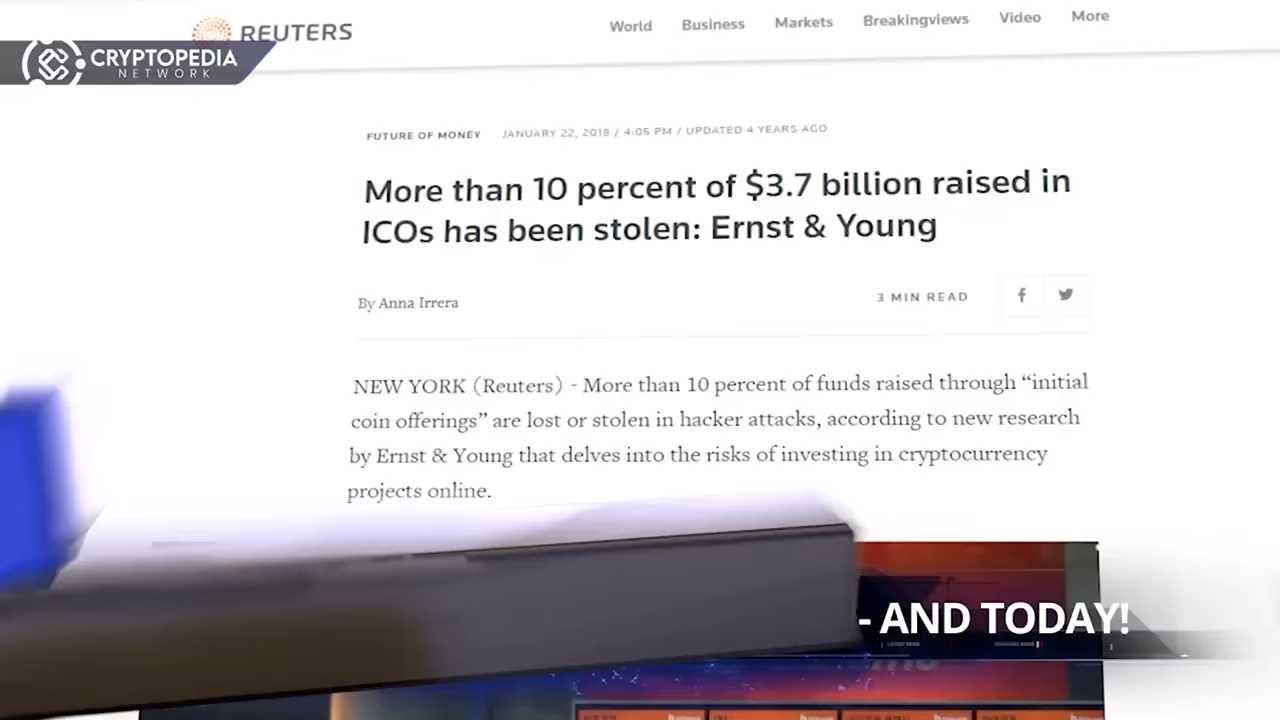 REUTERS
World Business Markets Breakingviews Video More
CRYPTOPEDIA
NETWORK
FUTURE OF MONEY JANUARY 22, 2018 / 4:05 PM / UPDATED 4 YEARS AGO
More than 10 percent of $3.7 billion raised in
ICOs has been stolen: Ernst & Young
By Anna Irrera
3 MIN READ
NEW YORK (Reuters) - More than 10 percent of funds raised through “initial
coin offerings” are lost or stolen in hacker attacks, according to new research
by Ernst & Young that delves into the risks of investing in cryptocurrency
projects online.
- AND TODAY!